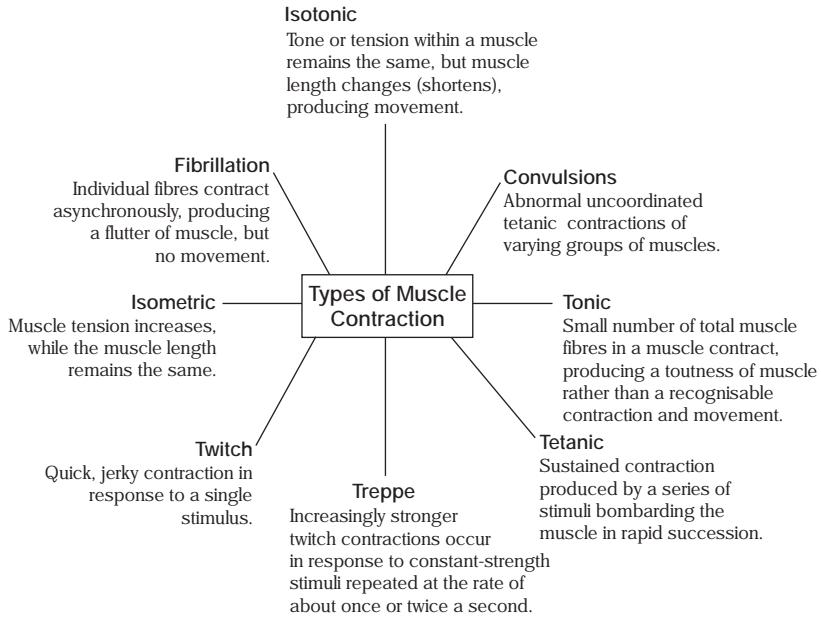 Isotonic
Tone or tension within a muscle
remains the same, but muscle
length changes (shortens),
producing movement.
Fibrillation
Individual fibres contract
asynchronously, producing
a flutter of muscle, but
no movement.
Convulsions
Abnormal uncoordinated
tetanic contractions of
varying groups of muscles.
Types of Muscle
Contraction
Isometric
Muscle tension increases,
while the muscle length
remains the same.
Tonic
Small number of total muscle
fibres in a muscle contract,
producing a toutness of muscle
rather than a recognisable
contraction and movement.
Twitch
Quick, jerky contraction in
response to a single
stimulus.
Treppe
Increasingly stronger
twitch contractions occur
in response to constant-strength
stimuli repeated at the rate of
about once or twice a second.
Tetanic
Sustained contraction
produced by a series of
stimuli bombarding the
muscle in rapid succession.